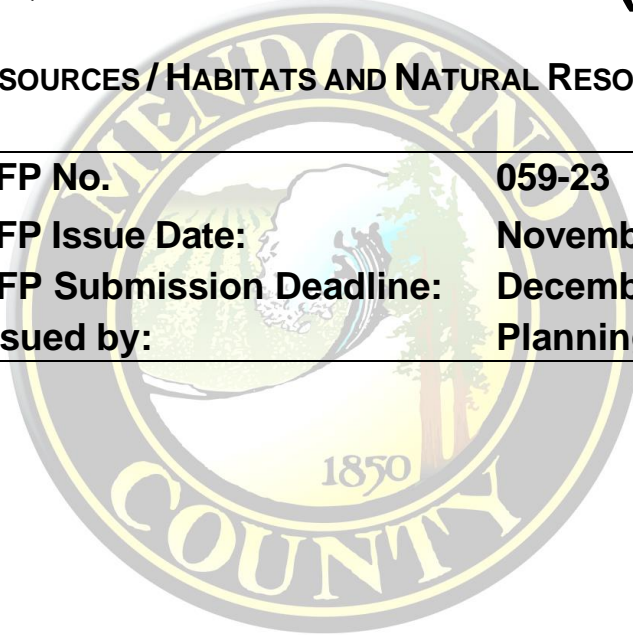 SOURCES / HABITATS AND NATURAL RESO
FP No. 059-23
FP Issue Date: Novemb
FP Submission Deadline: Decemb
sued by: Planning
MENDOCINO
1850
COUNTY